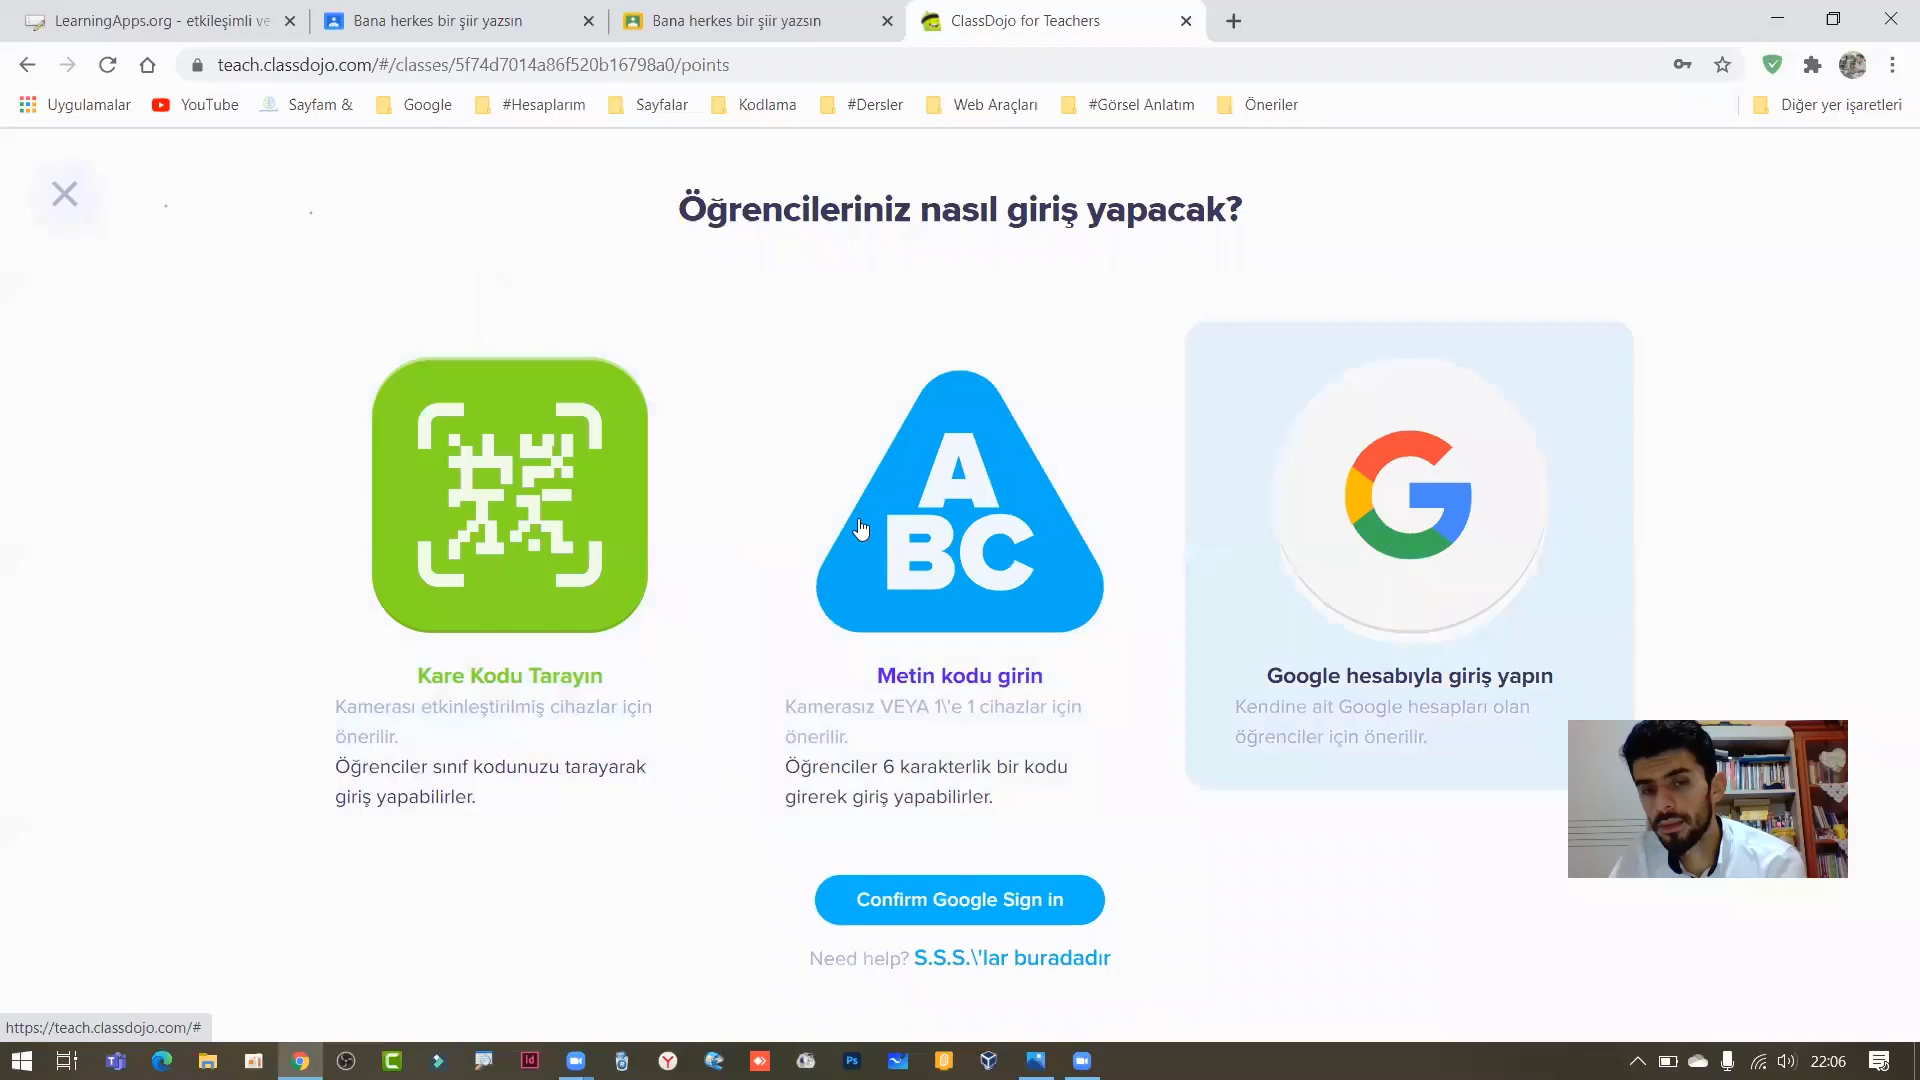 LearningApps.org - etkileşimli ve
Bana herkes bir şiir yazsın
Bana herkes bir şiir yazsın
ClassDojo for Teachers
teach.classdojo.com/#/classes/5f74d7014a86f520b16798a0/points
Uygulamalar
YouTube
Sayfam &
Google
#Hesaplarım
Sayfalar
Kodlama
#Dersler
Web Araçları
#Görsel Anlatım
Öneriler
Diğer yer işaretleri
Öğrencileriniz nasıl giriş yapacak?
A
BC
G
Kare Kodu Tarayın
Kamerası etkinleştirilmiş cihazlar için
önerilir.
Öğrenciler sınıf kodunuzu tarayarak
giriş yapabilirler.
Metin kodu girin
Kamerasız VEYA 1\'e 1 cihazlar için
önerilir.
Öğrenciler 6 karakterlik bir kodu
girerek giriş yapabilirler.
Google hesabıyla giriş yapın
Kendine ait Google hesapları olan
öğrenciler için önerilir.
Confirm Google Sign in
Need help? S.S.S.\'lar buradadır
https://teach.classdojo.com/#
22:06